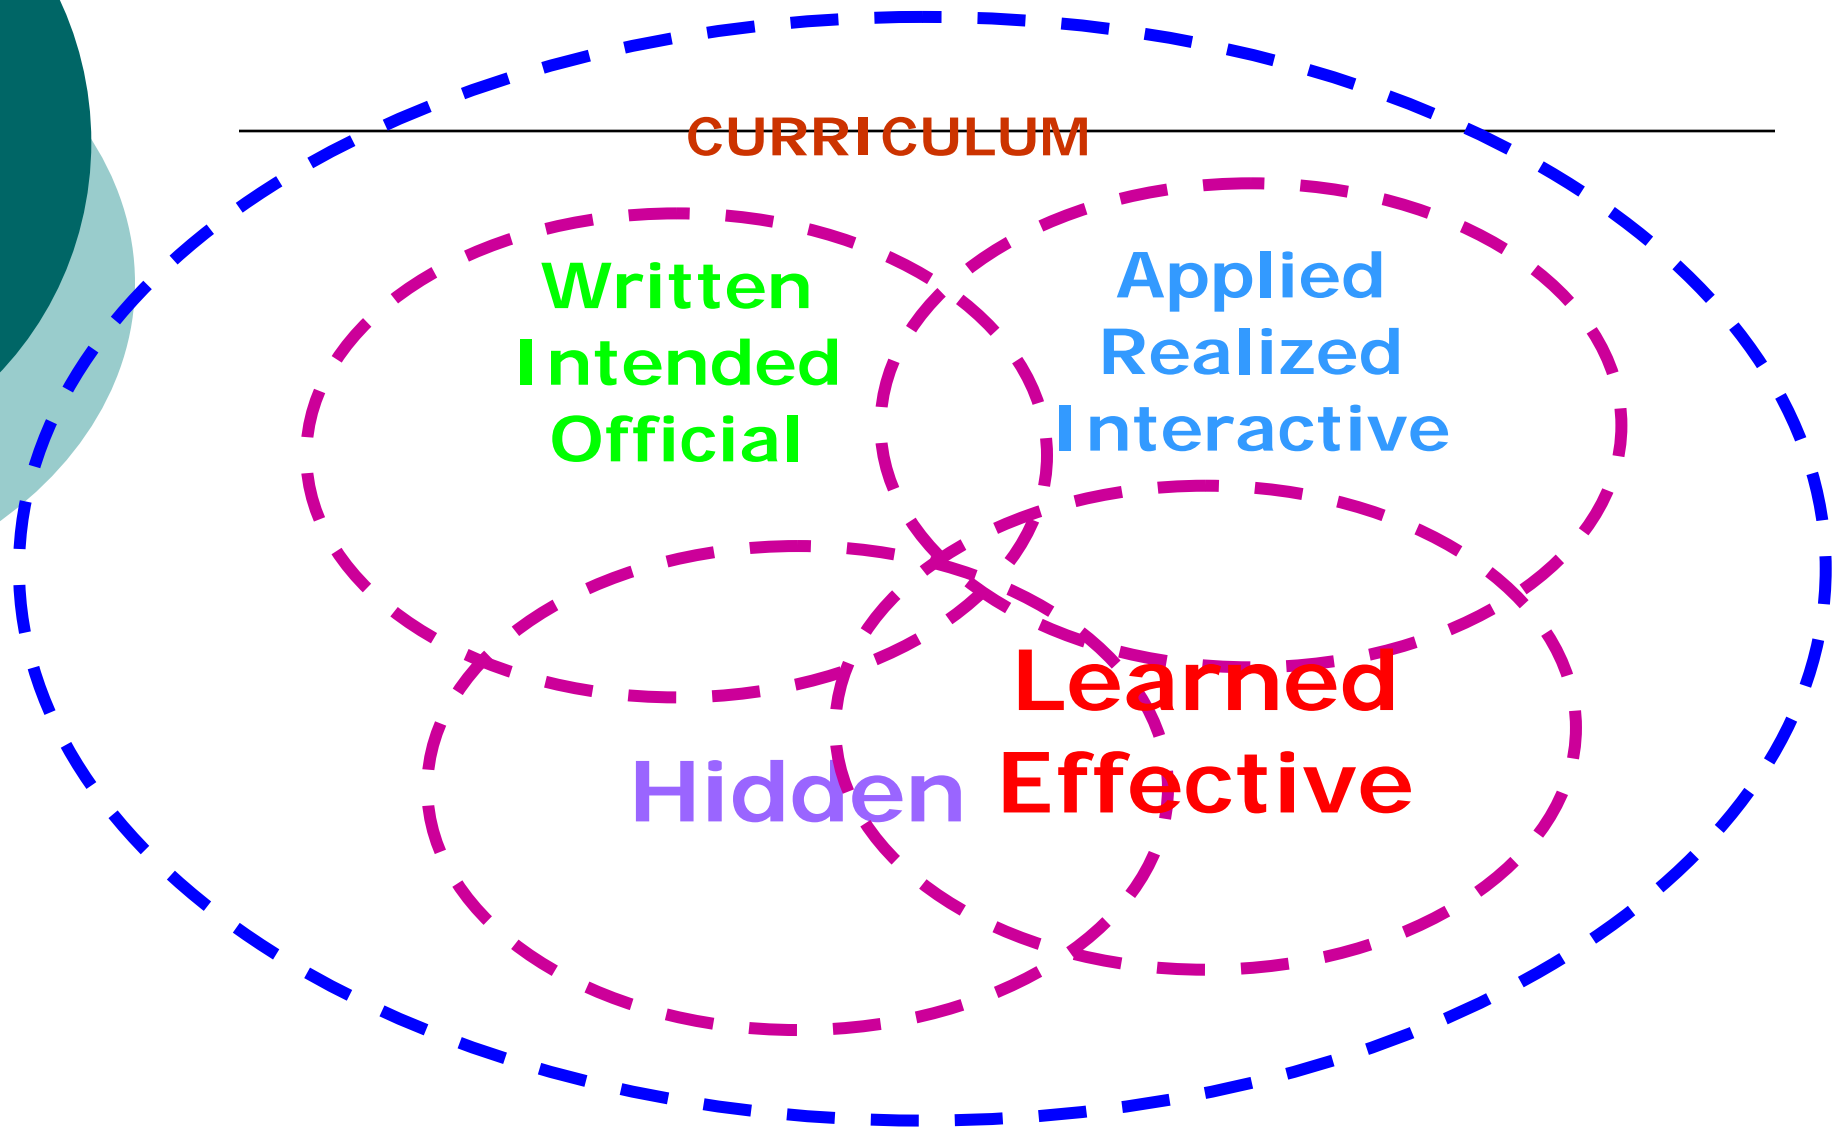 CURRICULUM
Written
Intended
Official
Applied
Realized
Interactive
Hidden
Learned
Effective